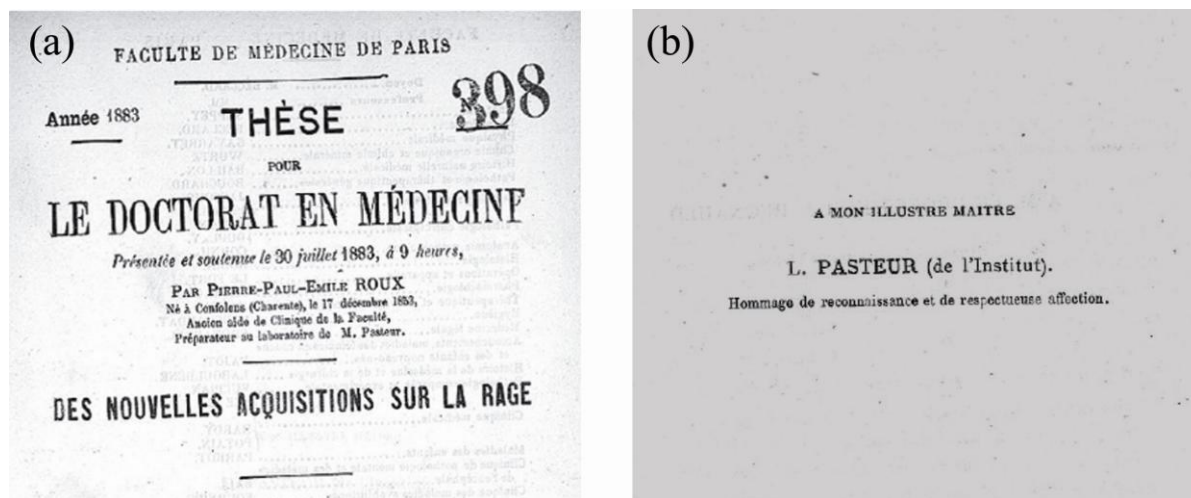 (a)
FACULTE DE MÉDECINE DE PARIS
Année 1883
THÈSE
398
POUR
LE DOCTORAT EN MÉDECINE
Présentée et soutenue le 30 juillet 1883, à 9 heures,
PAR PIERRE-PAUL-EMILE ROUX
Né à Confolens (Charente), le 17 décembre 1853,
Ancien aide de Clinique de la Faculté,
Préparateur au laboratoire de M. Pasteur.
DES NOUVELLES ACQUISITIONS SUR LA RAGE
(b)
A MON ILLUSTRE MAITRE
L. PASTEUR (de l'Institut).
Hommage de reconnaissance et de respectueuse affection.